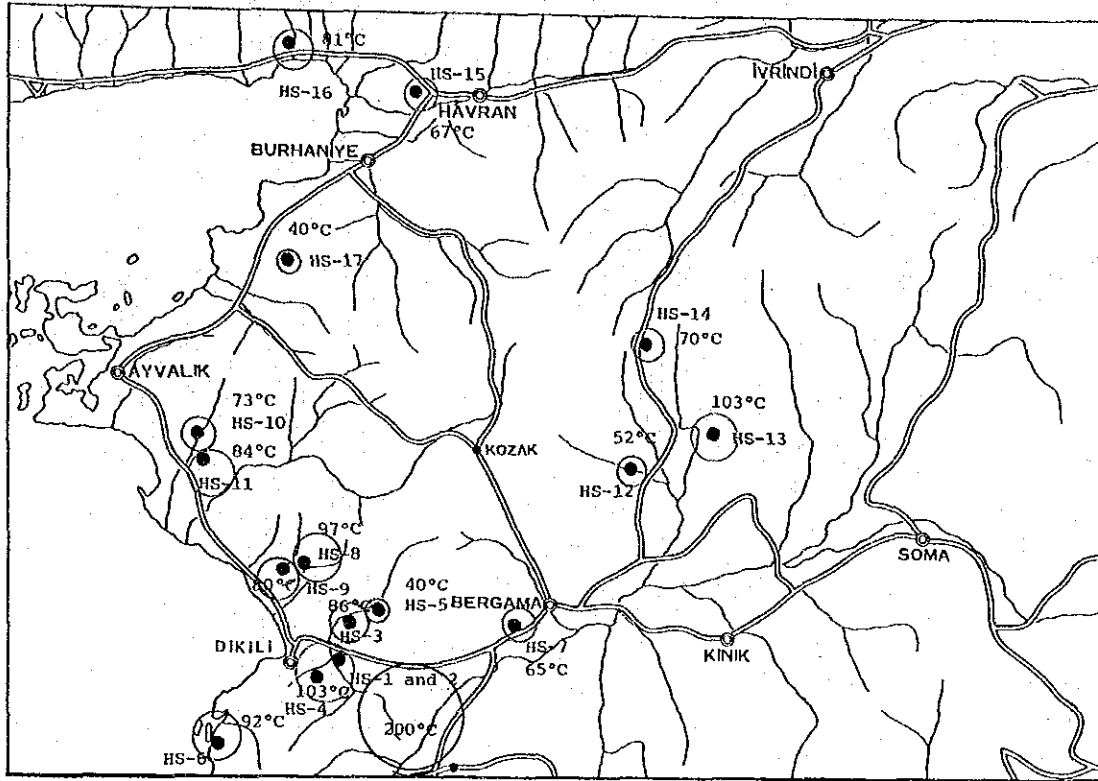 81°C
HS-16
HS-15
HAVRAN
67°C
İVRİNDİ
BURHANİYE
40°C
HS-17
HS-14
70°C
AYVALIK
73°C
HS-10
84°C
HS-11
103°C
HS-13
52°C
HS-12
KOZAK
SOMA
97°C
HS-8
HS-9
40°C
HS-5
86°C
HS-3
BERGAMA
HS-7
65°C
KINIK
DİKİLİ
HS-1 and 2
103°C
HS-4
200°C
92°C
HS-6